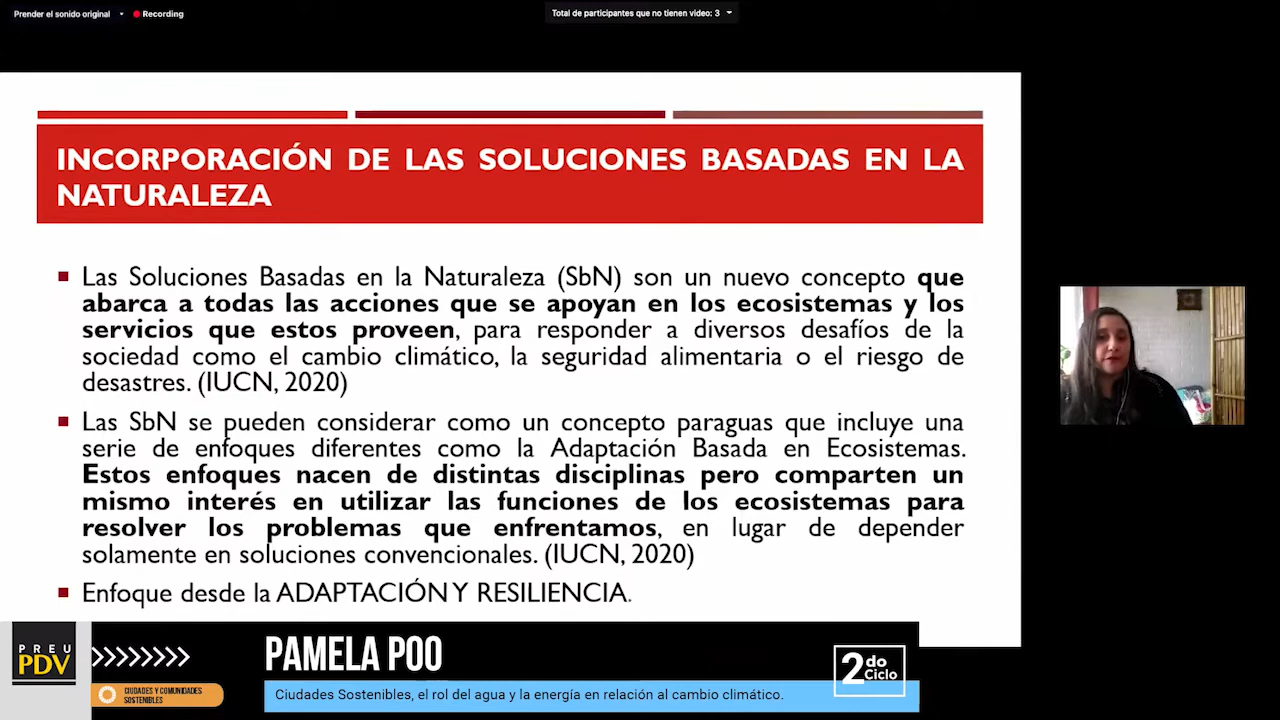 Prender el sonido original
Recording
Total de participantes que no tienen video: 3
INCORPORACIÓN DE LAS SOLUCIONES BASADAS EN LA
NATURALEZA
Las Soluciones Basadas en la Naturaleza (SbN) son un nuevo concepto que
abarca a todas las acciones que se apoyan en los ecosistemas y los
servicios que estos proveen, para responder a diversos desafíos de la
sociedad como el cambio climático, la seguridad alimentaria o el riesgo de
desastres. (IUCN, 2020)
Las SbN se pueden considerar como un concepto paraguas que incluye una
serie de enfoques diferentes como la Adaptación Basada en Ecosistemas.
Estos enfoques nacen de distintas disciplinas pero comparten un
mismo interés en utilizar las funciones de los ecosistemas para
resolver los problemas que enfrentamos, en lugar de depender
solamente en soluciones convencionales. (IUCN, 2020)
Enfoque desde la ADAPTACIÓN Y RESILIENCIA.
PREU
PDV
CIUDADES Y COMUNIDADES
SOSTENIBLES
PAMELA POO
Ciudades Sostenibles, el rol del agua y la energía en relación al cambio climático.
2do
Ciclo